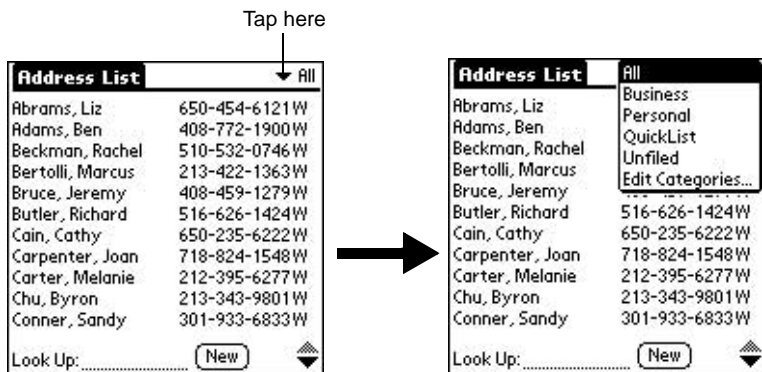 Tap here
Address List All
Abrams, Liz 650-454-6121W
Adams, Ben 408-772-1900W
Beckman, Rachel 510-532-0746W
Bertolli, Marcus 213-422-1363W
Bruce, Jeremy 408-459-1279W
Butler, Richard 516-626-1424W
Cain, Cathy 650-235-6222W
Carpenter, Joan 718-824-1548W
Carter, Melanie 212-395-6277W
Chu, Byron 213-343-9801W
Conner, Sandy 301-933-6833W
Look Up: New
Address List All
Abrams, Liz Business
Adams, Ben Personal
Beckman, Rachel QuickList
Bertolli, Marcus Unfiled
Bruce, Jeremy Edit Categories...
Butler, Richard 516-626-1424W
Cain, Cathy 650-235-6222W
Carpenter, Joan 718-824-1548W
Carter, Melanie 212-395-6277W
Chu, Byron 213-343-9801W
Conner, Sandy 301-933-6833W
Look Up: New